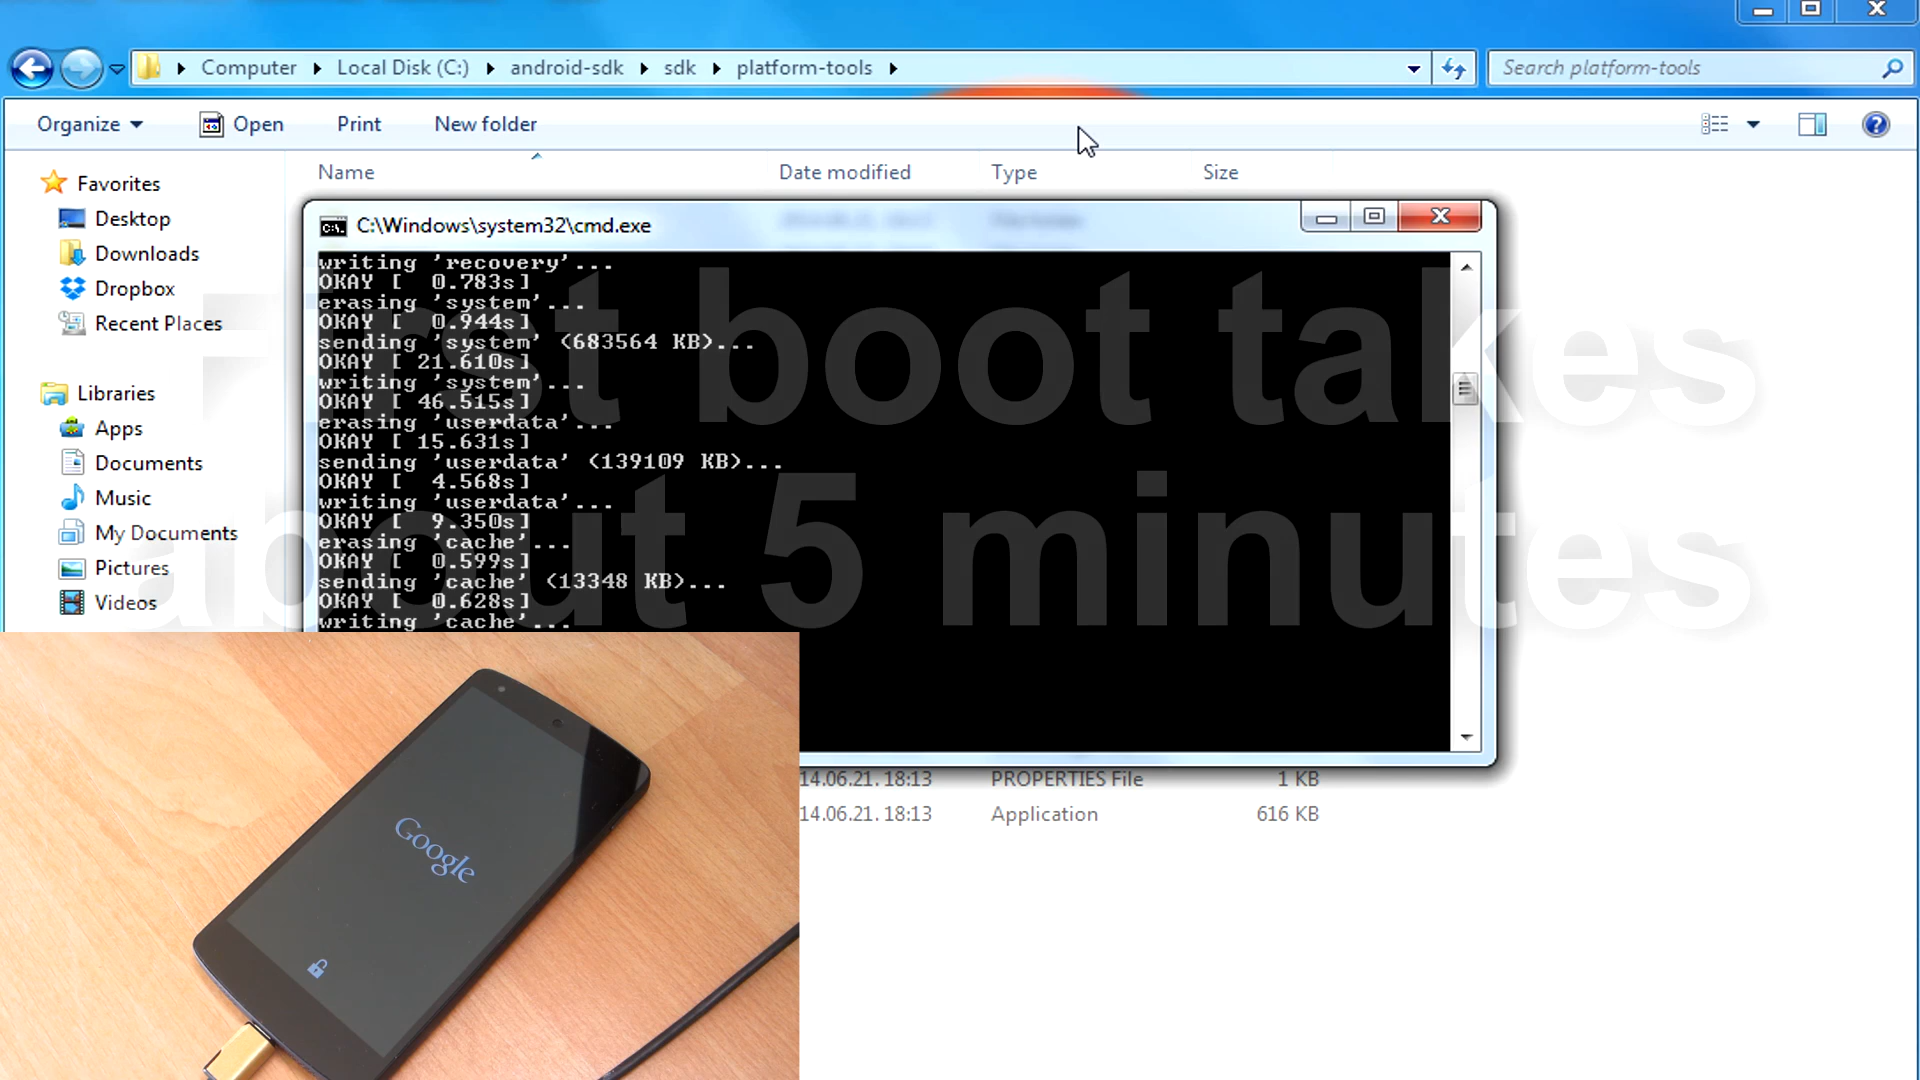 Computer Local Disk (C:) android-sdk sdk platform-tools
Search platform-tools
Organize Open Print New folder
Name Date modified Type Size
Favorites
Desktop
Downloads
Dropbox
Recent Places
Libraries
Apps
Documents
Music
My Documents
Pictures
Videos
C:\Windows\system32\cmd.exe
writing 'recovery'...
OKAY [  0.783s]
erasing 'system'...
OKAY [  0.944s]
sending 'system' (683564 KB)...
OKAY [ 21.610s]
writing 'system'...
OKAY [ 46.515s]
erasing 'userdata'...
OKAY [ 15.631s]
sending 'userdata' (139109 KB)...
OKAY [  4.568s]
writing 'userdata'...
OKAY [  9.350s]
erasing 'cache'...
OKAY [  0.599s]
sending 'cache' (13348 KB)...
OKAY [  0.628s]
writing 'cache'...
First boot takes
about 5 minutes
14.06.21. 18:13 PROPERTIES File 1 KB
14.06.21. 18:13 Application 616 KB
Google